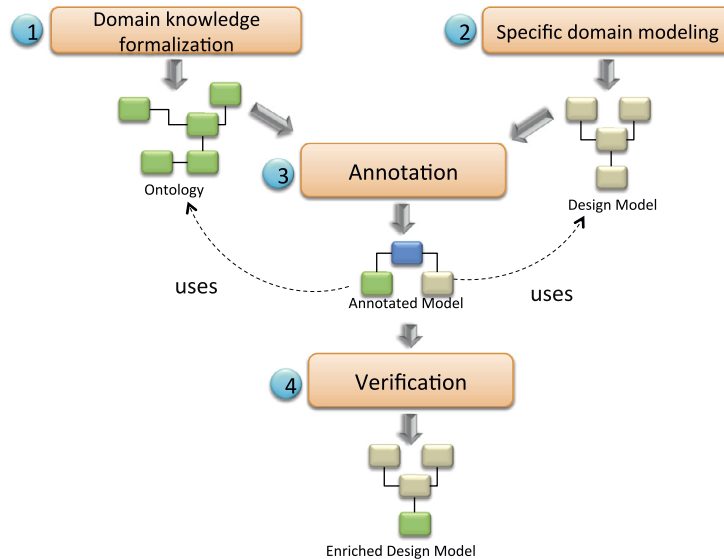 1
Domain knowledge
formalization
2
Specific domain modeling
Ontology
Design Model
3
Annotation
uses
Annotated Model
uses
4
Verification
Enriched Design Model